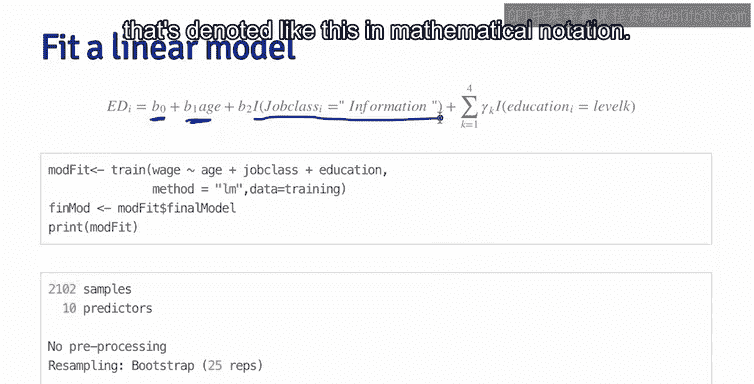 that's denoted like this in mathematical notation.
Fit a linear model
EDᵢ = b₀ + b₁age + b₂I(Jobclassᵢ =" Information ") + ∑ₖ₌₁⁴ γₖI(educationᵢ = levelk)
modFit<- train(wage ~ age + jobclass + education,
method = "lm",data=training)
finMod <- modFit$finalModel
print(modFit)
2102 samples
10 predictors
No pre-processing
Resampling: Bootstrap (25 reps)